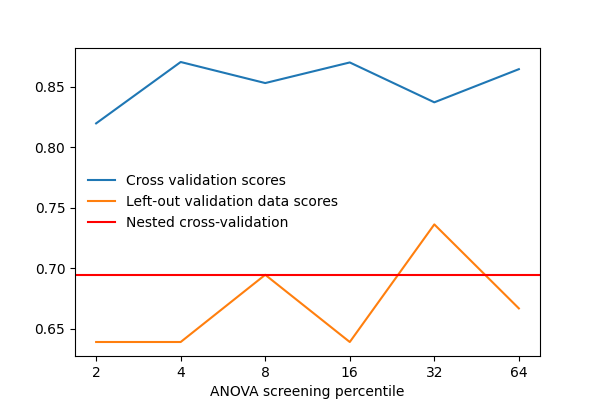 0.85
0.80
0.75
0.70
0.65
Cross validation scores
Left-out validation data scores
Nested cross-validation
2 4 8 16 32 64
ANOVA screening percentile